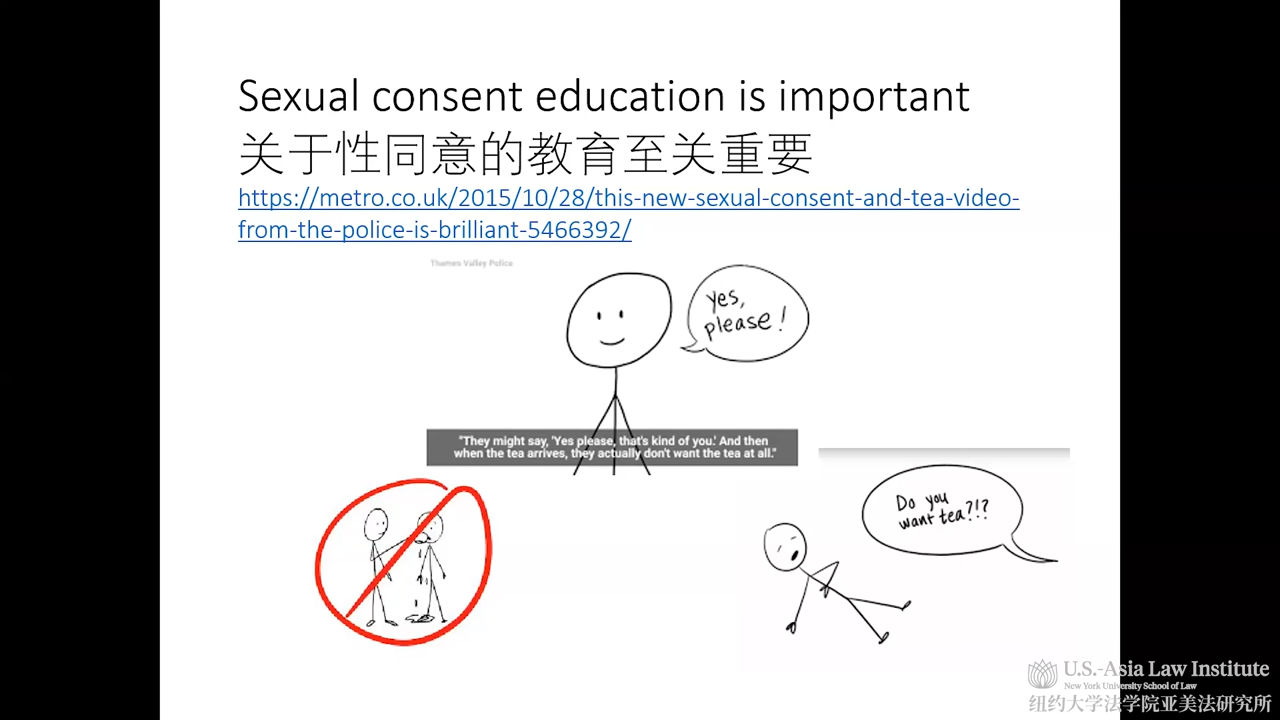 Sexual consent education is important
关于性同意的教育至关重要
https://metro.co.uk/2015/10/28/this-new-sexual-consent-and-tea-video-
from-the-police-is-brilliant-5466392/
Thames Valley Police
yes,
please!
"They might say, 'Yes please, that's kind of you.' And then
when the tea arrives, they actually don't want the tea at all."
Do you
want tea?!?
U.S.-Asia Law Institute
New York University School of Law
纽约大学法学院亚美法研究所